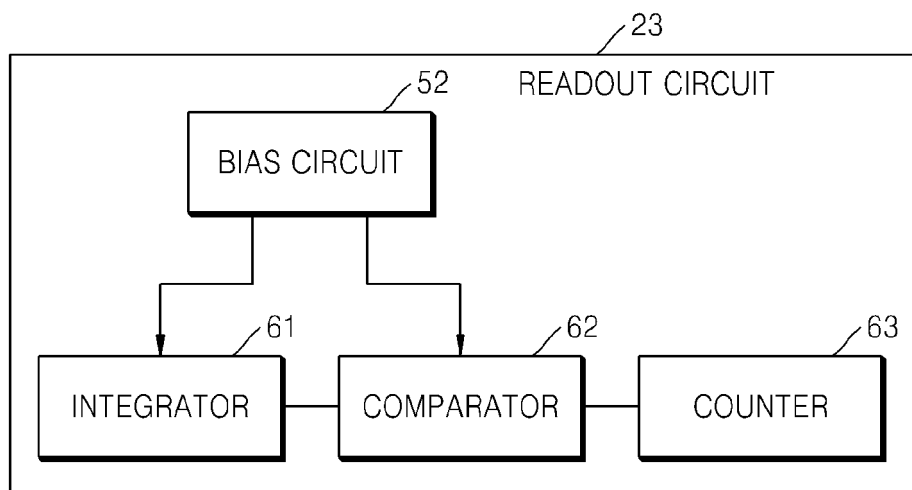 23
READOUT CIRCUIT
52
BIAS CIRCUIT
61
62
63
INTEGRATOR
COMPARATOR
COUNTER